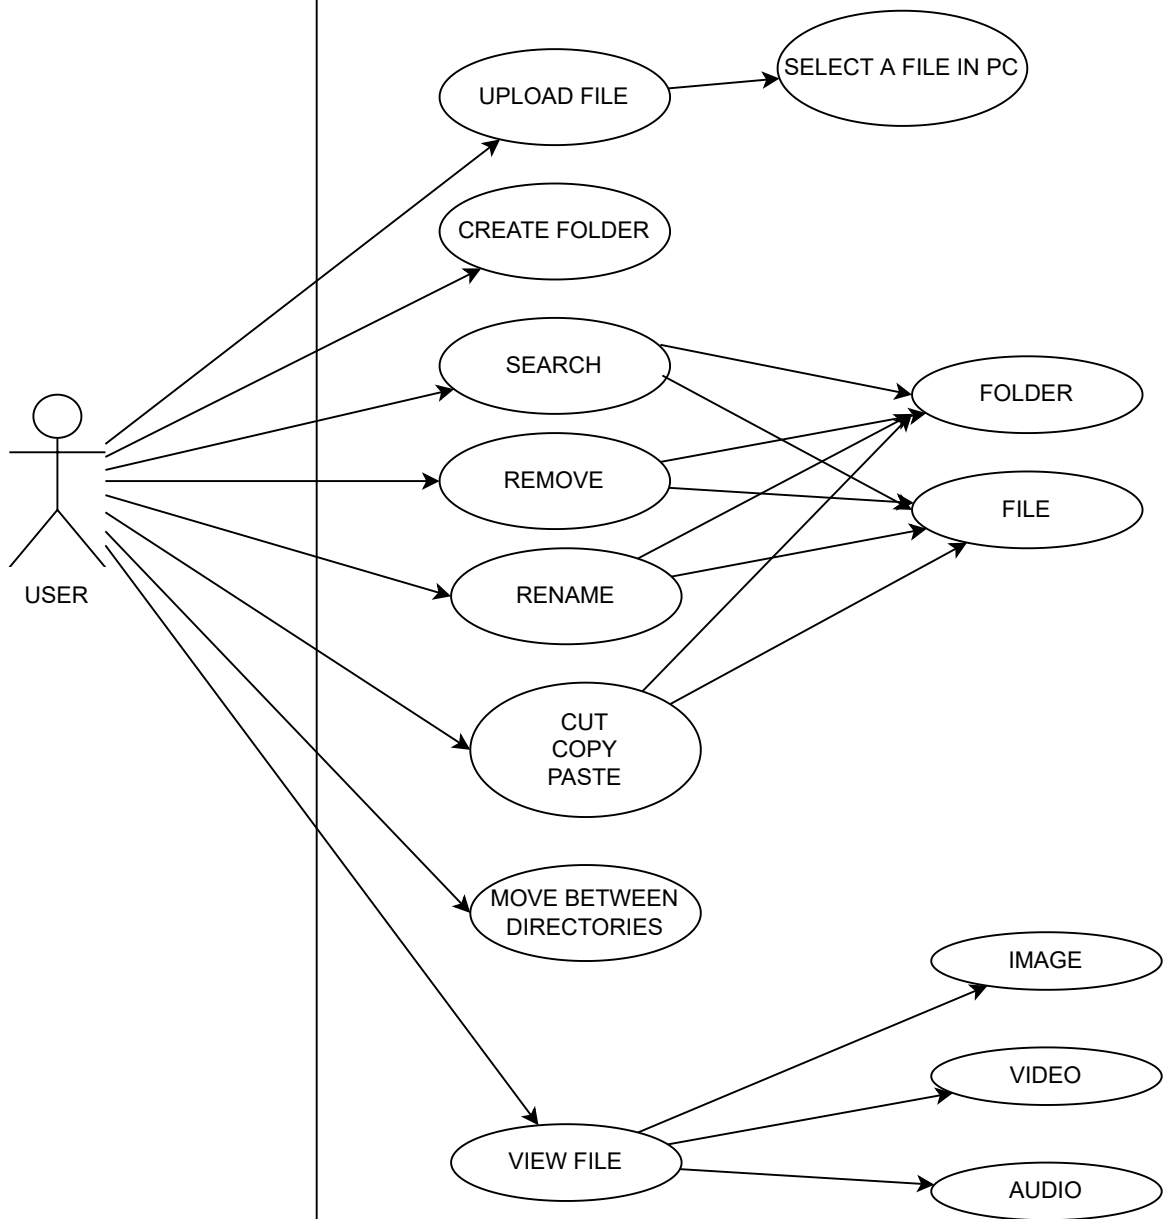 SELECT A FILE IN PC
UPLOAD FILE
CREATE FOLDER
SEARCH
FOLDER
REMOVE
FILE
RENAME
USER
CUT
COPY
PASTE
MOVE BETWEEN
DIRECTORIES
IMAGE
VIDEO
VIEW FILE
AUDIO